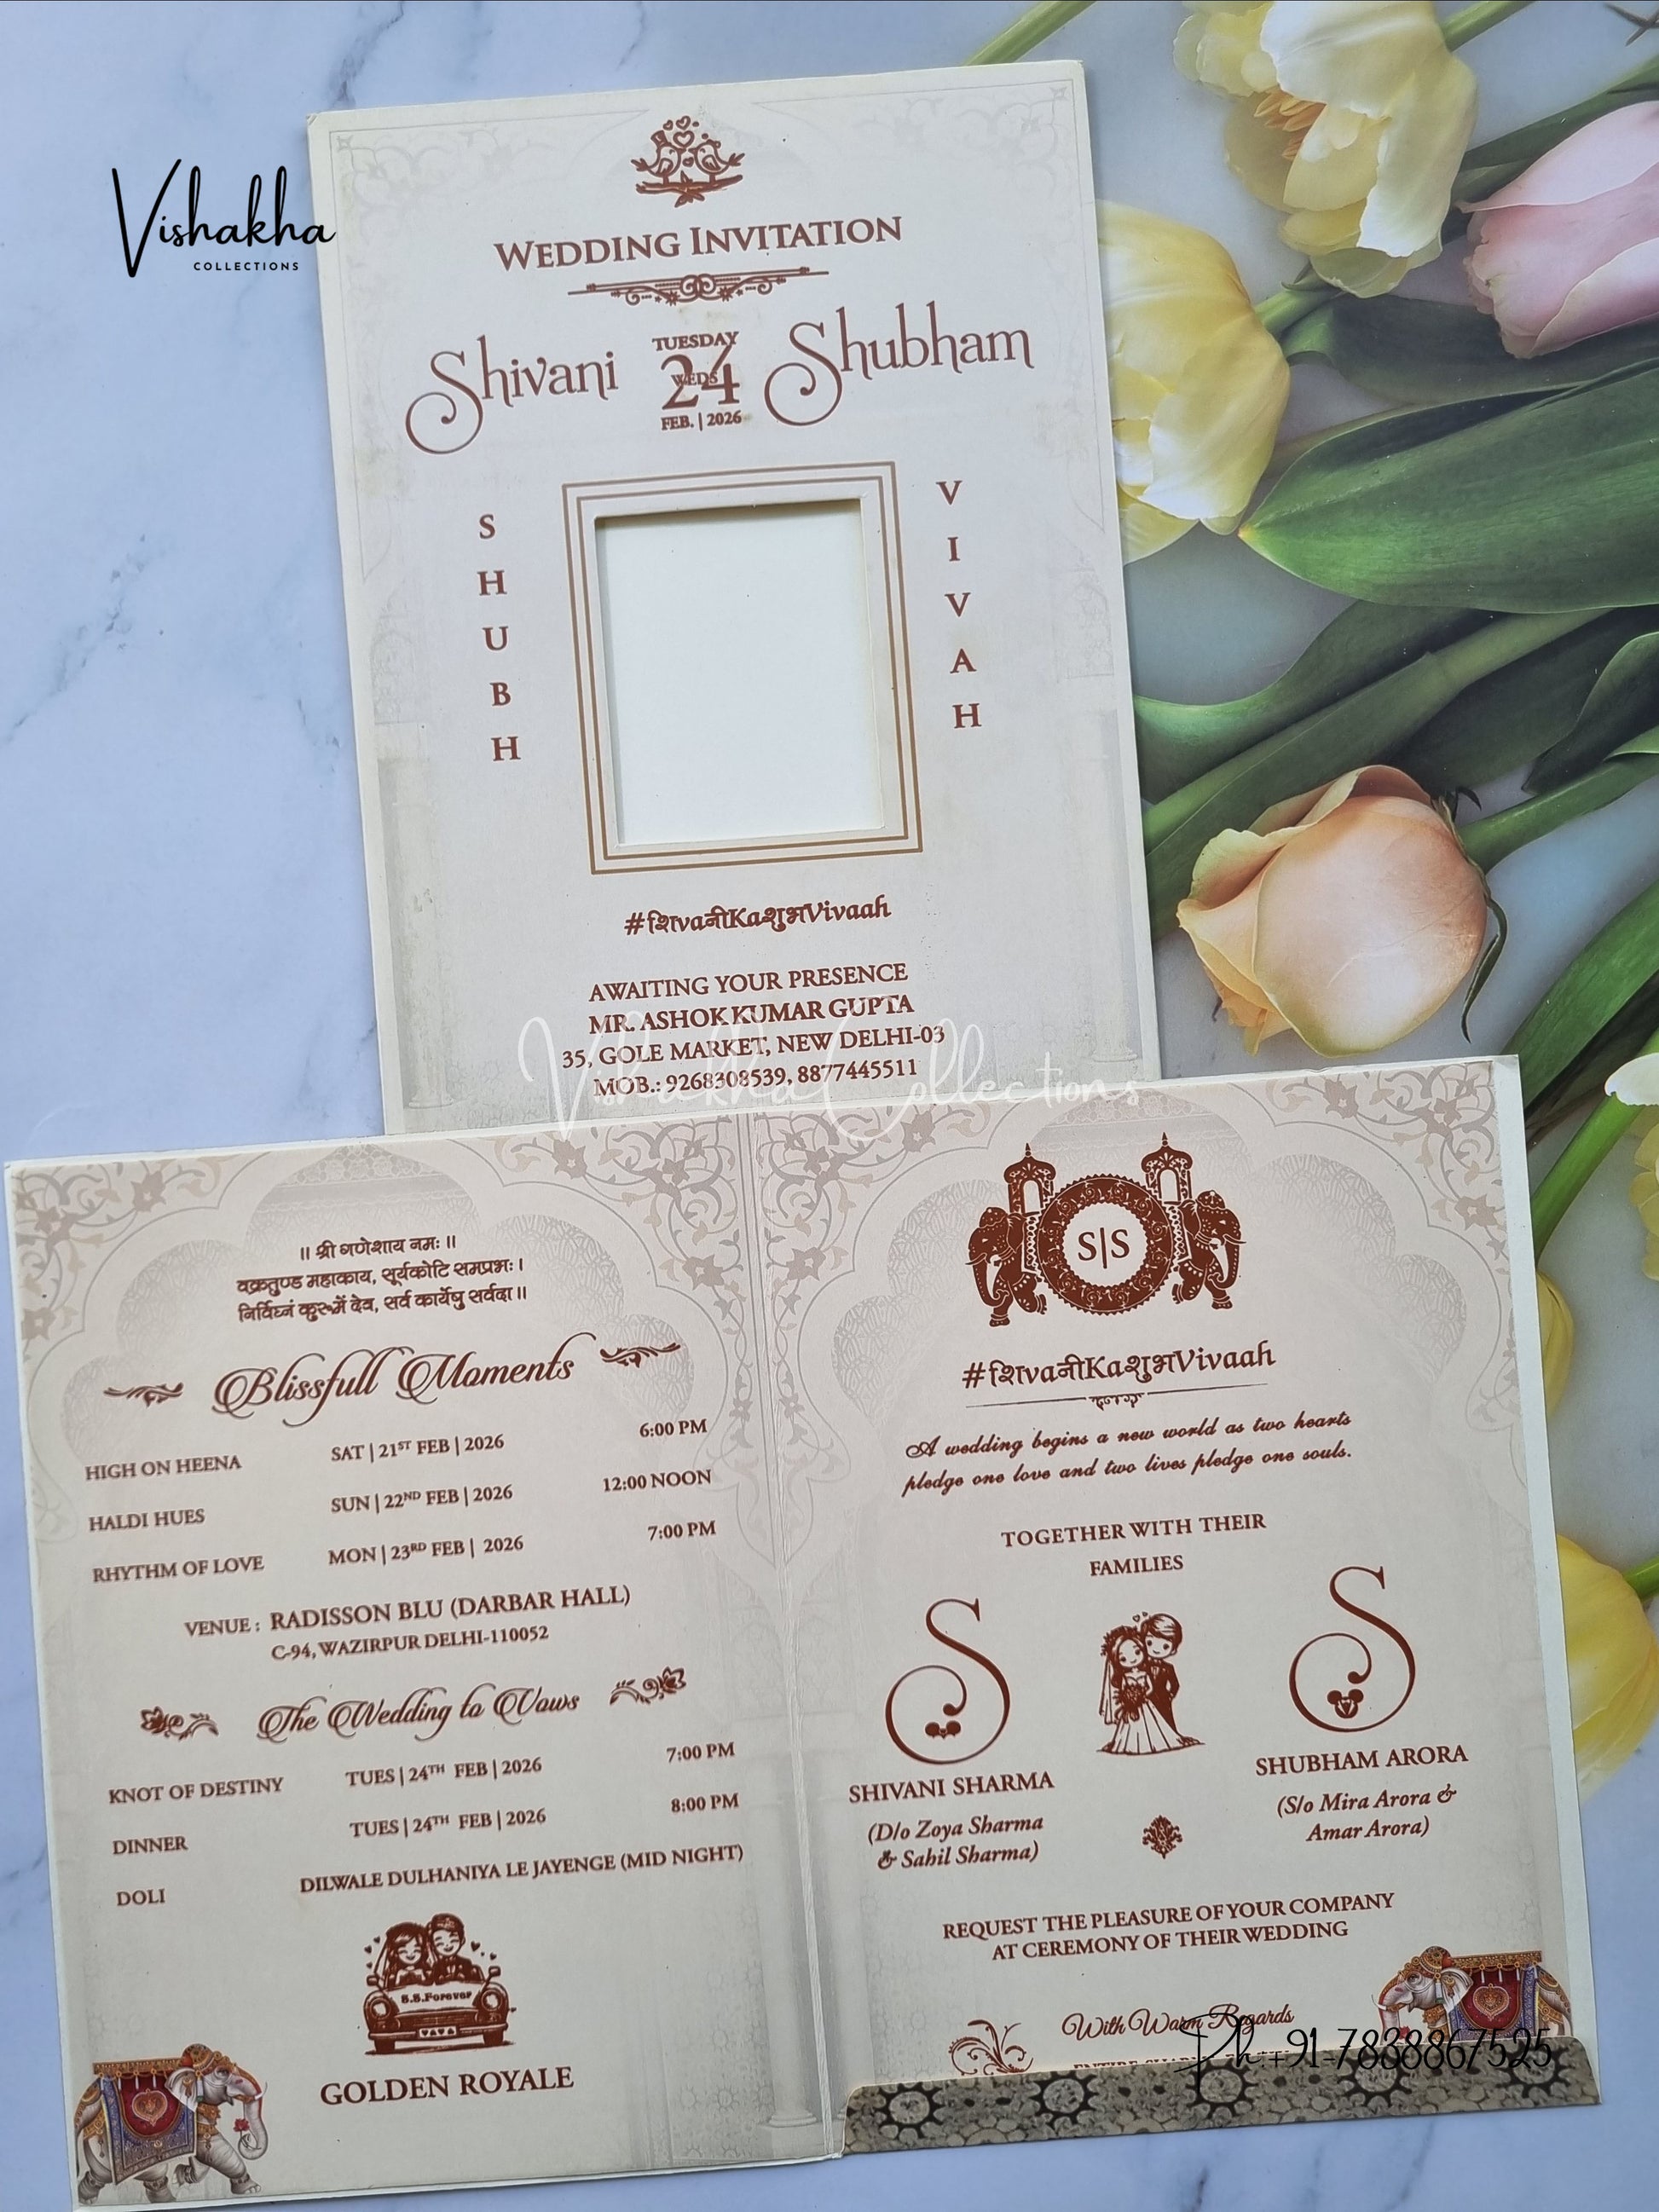 Vishakha
COLLECTIONS
WEDDING INVITATION
Shivani
TUESDAY
24
WEDS
FEB. | 2026
Shubham
SHUBH
VIVAH
#शिvaनीKaशुभVivaah
AWAITING YOUR PRESENCE
MR. ASHOK KUMAR GUPTA
35, GOLE MARKET, NEW DELHI-03
MOB.: 9268308539, 8877445511
Vishakha Collections
।। श्री गणेशाय नमः ।।
वक्रतुण्ड महाकाय, सूर्यकोटि समप्रभः।
निर्विघ्नं कुरूमें देव, सर्व कार्येषु सर्वदा।।
Blissfull Moments
HIGH ON HEENA SAT | 21ST FEB | 2026 6:00 PM
HALDI HUES SUN | 22ND FEB | 2026 12:00 NOON
RHYTHM OF LOVE MON | 23RD FEB | 2026 7:00 PM
VENUE : RADISSON BLU (DARBAR HALL)
C-94, WAZIRPUR DELHI-110052
The Wedding to Vows
KNOT OF DESTINY TUES | 24TH FEB | 2026 7:00 PM
DINNER TUES | 24TH FEB | 2026 8:00 PM
DOLI DILWALE DULHANIYA LE JAYENGE (MID NIGHT)
S.S.Forever
GOLDEN ROYALE
S|S
#शिvaनीKaशुभVivaah
A wedding begins a new world as two hearts
pledge one love and two lives pledge one souls.
TOGETHER WITH THEIR
FAMILIES
S
S
SHIVANI SHARMA
(D/o Zoya Sharma
& Sahil Sharma)
SHUBHAM ARORA
(S/o Mira Arora &
Amar Arora)
REQUEST THE PLEASURE OF YOUR COMPANY
AT CEREMONY OF THEIR WEDDING
With Warm Regards
Ph +91-7838867525